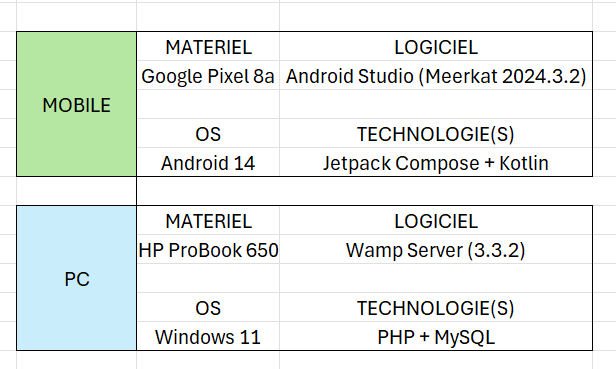 MOBILE
MATERIEL LOGICIEL
Google Pixel 8a Android Studio (Meerkat 2024.3.2)
OS TECHNOLOGIE(S)
Android 14 Jetpack Compose + Kotlin
PC
MATERIEL LOGICIEL
HP ProBook 650 Wamp Server (3.3.2)
OS TECHNOLOGIE(S)
Windows 11 PHP + MySQL